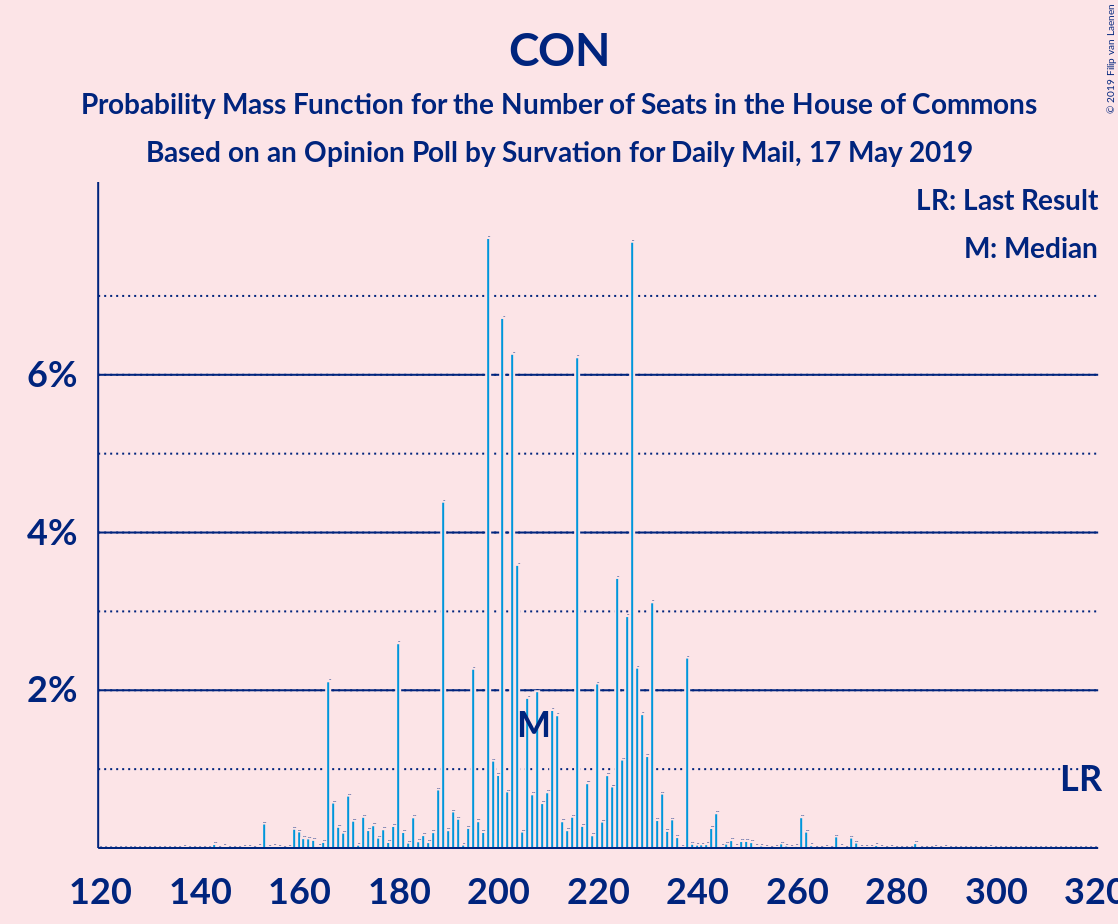 CON
Probability Mass Function for the Number of Seats in the House of Commons
Based on an Opinion Poll by Survation for Daily Mail, 17 May 2019
© 2019 Filip van Laenen
LR: Last Result
M: Median
6%
4%
2%
M
LR
120 140 160 180 200 220 240 260 280 300 320